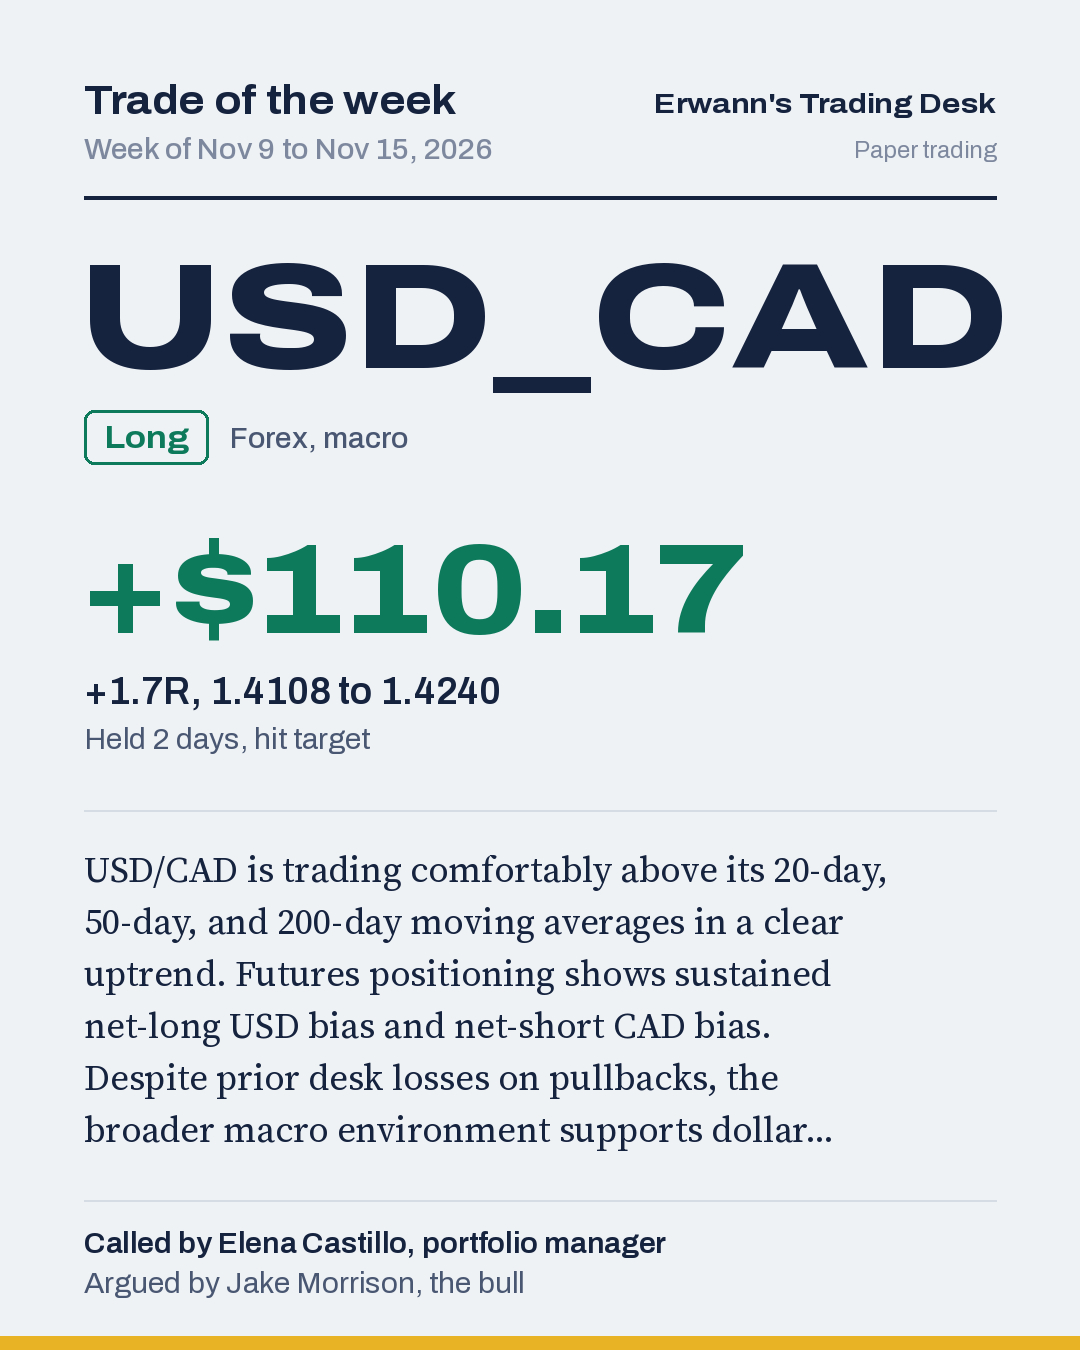 Trade of the week
Erwann's Trading Desk
Week of Nov 9 to Nov 15, 2026
Paper trading
USD_CAD
Long
Forex, macro
+$110.17
+1.7R, 1.4108 to 1.4240
Held 2 days, hit target
USD/CAD is trading comfortably above its 20-day,
50-day, and 200-day moving averages in a clear
uptrend. Futures positioning shows sustained
net-long USD bias and net-short CAD bias.
Despite prior desk losses on pullbacks, the
broader macro environment supports dollar...
Called by Elena Castillo, portfolio manager
Argued by Jake Morrison, the bull